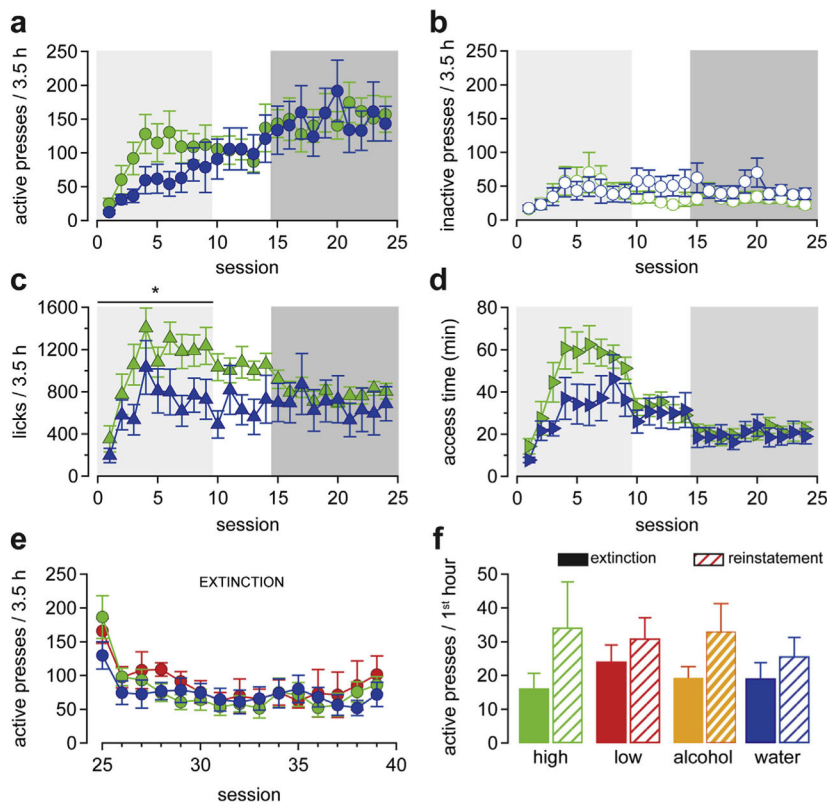 a
active presses / 3.5 h
250
200
150
100
50
0
0 5 10 15 20 25
session
b
inactive presses / 3.5 h
250
200
150
100
50
0
0 5 10 15 20 25
session
c
licks / 3.5 h
*
1600
1200
800
400
0
0 5 10 15 20 25
session
d
access time (min)
80
60
40
20
0
0 5 10 15 20 25
session
e
active presses / 3.5 h
EXTINCTION
250
200
150
100
50
0
25 30 35 40
session
f
active presses / 1st hour
extinction reinstatement
50
40
30
20
10
0
high low alcohol water